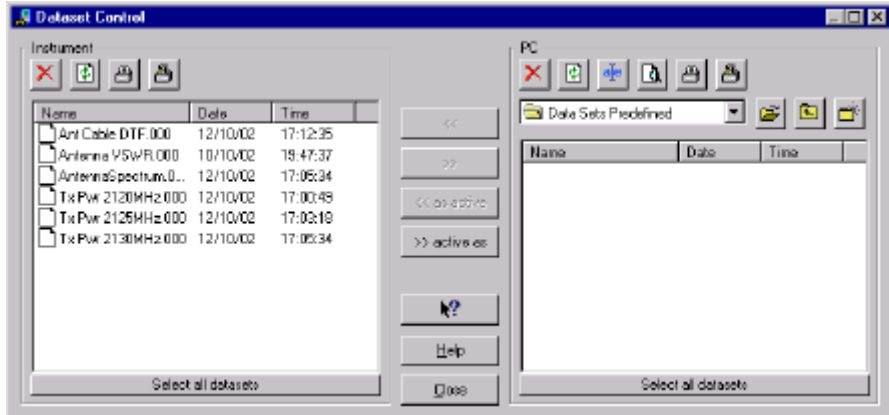 Dataset Control
Instrument
Name Date Time
Ant Cable DTF.000 12/10/02 17:12:35
Antenna VSWR.000 10/10/02 19:47:37
AntennaSpectrum.0... 12/10/02 17:05:34
Tx Pwr 2120MHz.000 12/10/02 17:00:49
Tx Pwr 2125MHz.000 12/10/02 17:03:18
Tx Pwr 2130MHz.000 12/10/02 17:05:34
Select all datasets
<<
>>
<< as active
>> active as
?
Help
Close
PC
Data Sets Predefined
Name Date Time
Select all datasets